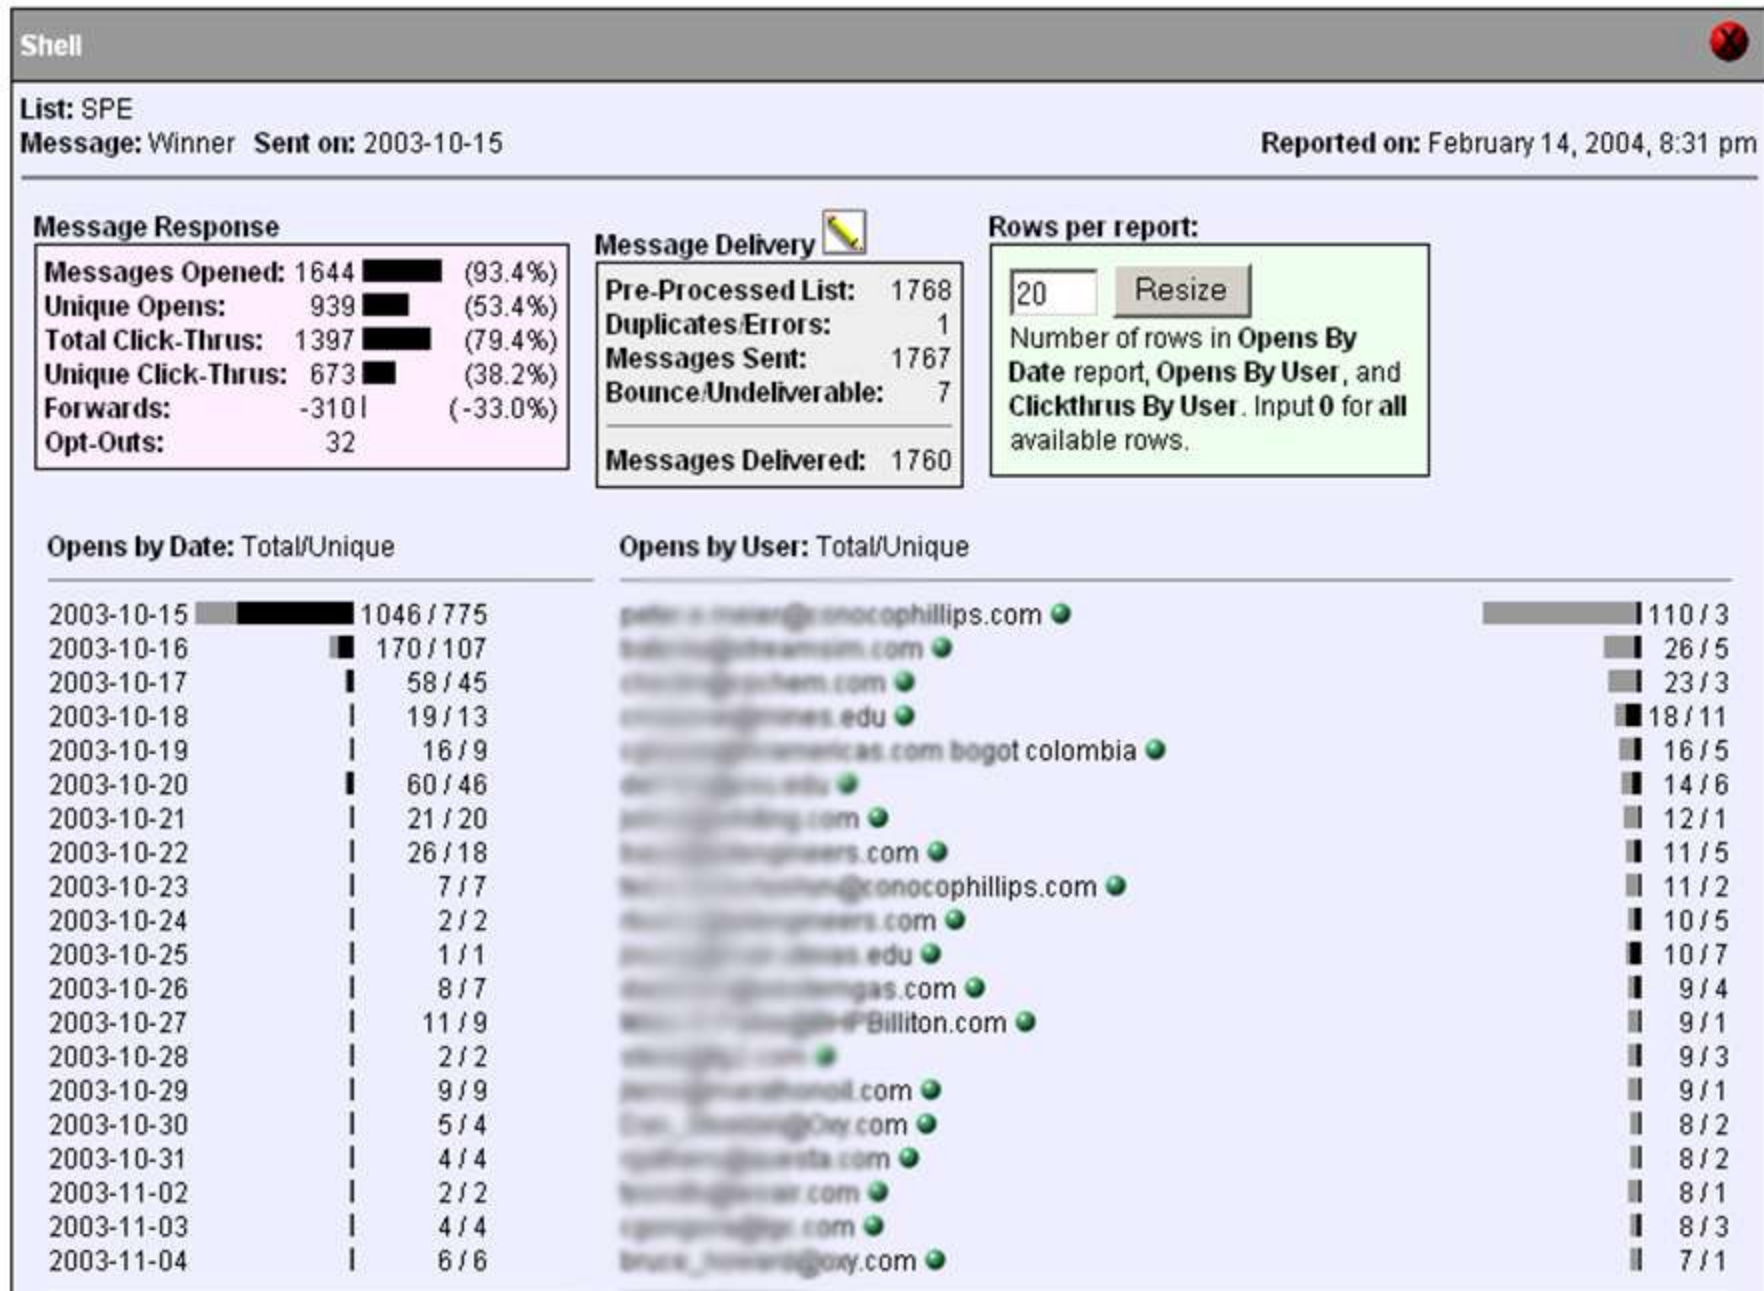 Shell
List: SPE
Message: Winner Sent on: 2003-10-15
Reported on: February 14, 2004, 8:31 pm
Message Response
Messages Opened: 1644 (93.4%)
Unique Opens: 939 (53.4%)
Total Click-Thrus: 1397 (79.4%)
Unique Click-Thrus: 673 (38.2%)
Forwards: -310 (-33.0%)
Opt-Outs: 32
Message Delivery
Pre-Processed List: 1768
Duplicates/Errors: 1
Messages Sent: 1767
Bounce/Undeliverable: 7
Messages Delivered: 1760
Rows per report:
20 Resize
Number of rows in Opens By
Date report, Opens By User, and
Clickthrus By User. Input 0 for all
available rows.
Opens by Date: Total/Unique
2003-10-15 1046 / 775
2003-10-16 170 / 107
2003-10-17 58 / 45
2003-10-18 19 / 13
2003-10-19 16 / 9
2003-10-20 60 / 46
2003-10-21 21 / 20
2003-10-22 26 / 18
2003-10-23 7 / 7
2003-10-24 2 / 2
2003-10-25 1 / 1
2003-10-26 8 / 7
2003-10-27 11 / 9
2003-10-28 2 / 2
2003-10-29 9 / 9
2003-10-30 5 / 4
2003-10-31 4 / 4
2003-11-02 2 / 2
2003-11-03 4 / 4
2003-11-04 6 / 6
Opens by User: Total/Unique
conocophillips.com 110 / 3
.com 26 / 5
.com 23 / 3
.edu 18 / 11
.com bogot colombia 16 / 5
14 / 6
.com 12 / 1
.com 11 / 5
@conocophillips.com 11 / 2
.com 10 / 5
.edu 10 / 7
gas.com 9 / 4
BHPBilliton.com 9 / 1
9 / 3
.com 9 / 1
@Oxy.com 8 / 2
.com 8 / 2
.com 8 / 1
.com 8 / 3
@oxy.com 7 / 1